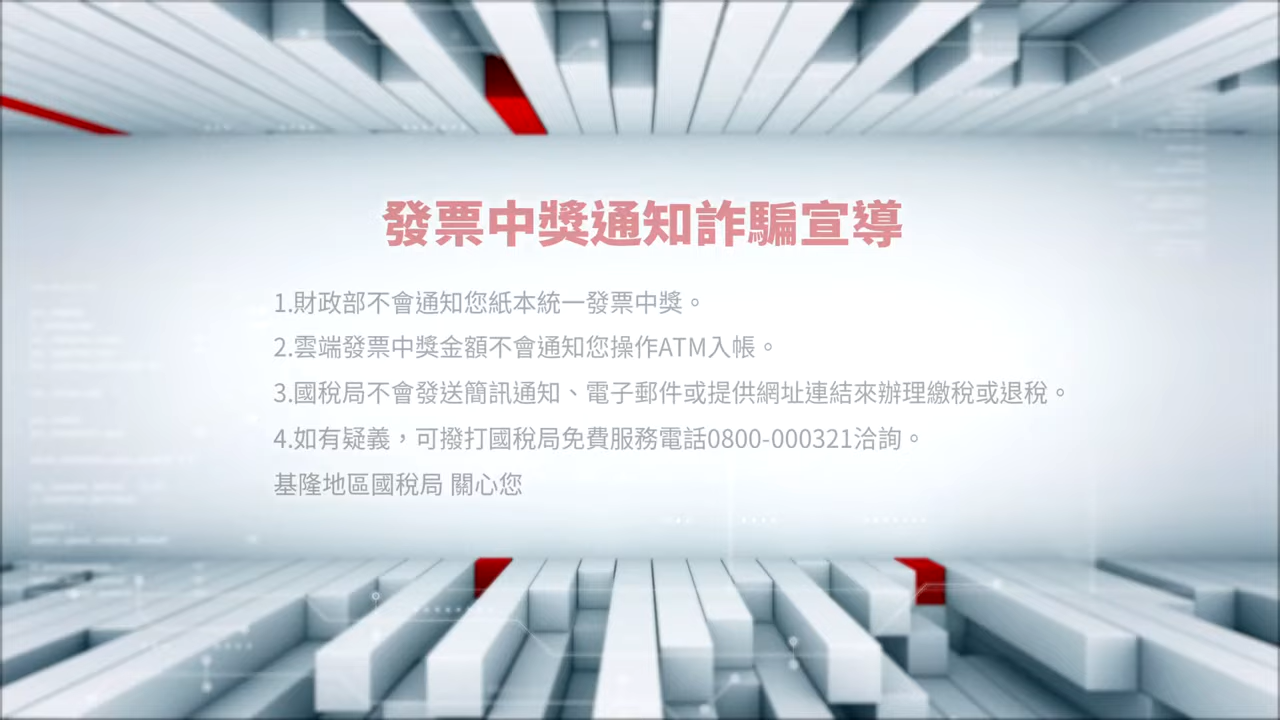 發票中獎通知詐騙宣導
1.財政部不會通知您紙本統一發票中獎。
2.雲端發票中獎金額不會通知您操作ATM入帳。
3.國稅局不會發送簡訊通知、電子郵件或提供網址連結來辦理繳稅或退稅。
4.如有疑義，可撥打國稅局免費服務電話0800-000321洽詢。
基隆地區國稅局 關心您